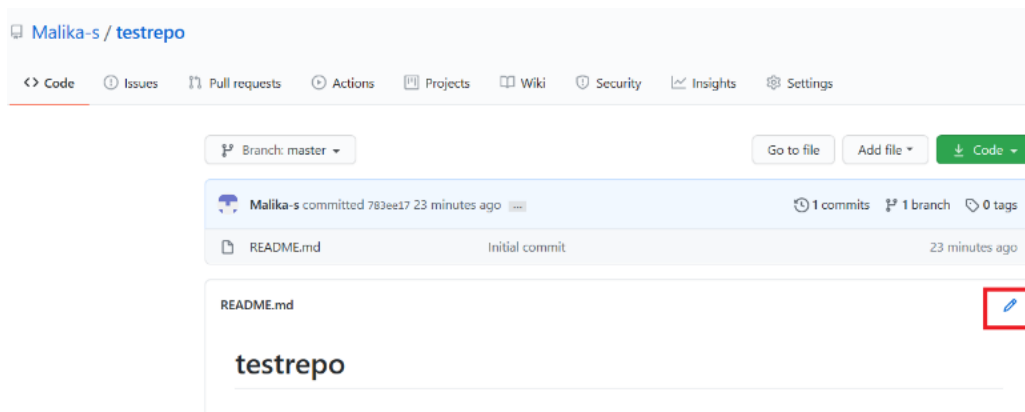 Malika-s / testrepo
<> Code Issues Pull requests Actions Projects Wiki Security Insights Settings
Branch: master Go to file Add file Code
Malika-s committed 783ee17 23 minutes ago ... 1 commits 1 branch 0 tags
README.md Initial commit 23 minutes ago
README.md
testrepo